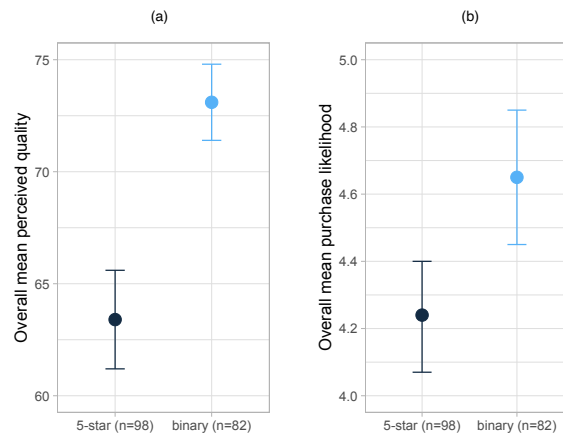 (a)
Overall mean perceived quality
75
70
65
60
5-star (n=98)
binary (n=82)
(b)
Overall mean purchase likelihood
5.0
4.8
4.6
4.4
4.2
4.0
5-star (n=98)
binary (n=82)